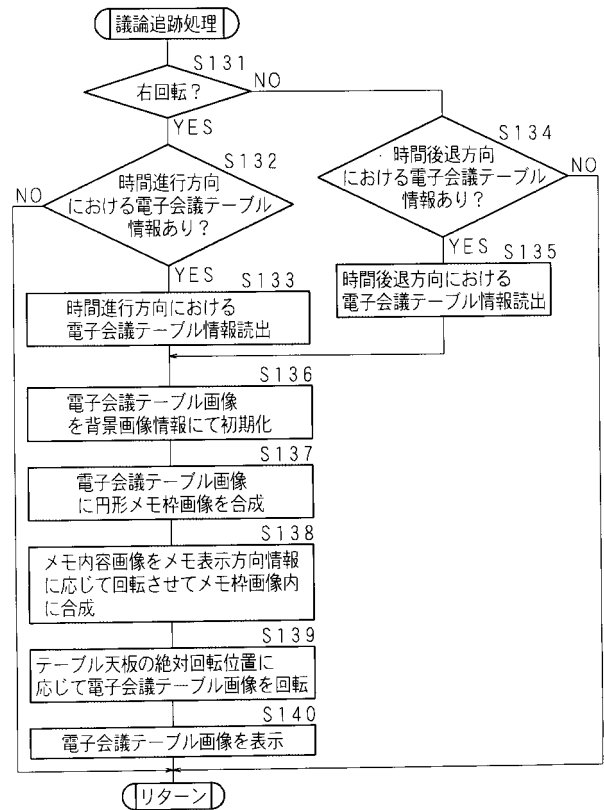 議論追跡処理
S131
右回転?
NO
YES
S132
時間進行方向
における電子会議テーブル
情報あり?
NO
YES
S133
時間進行方向における
電子会議テーブル情報読出
S134
時間後退方向
における電子会議テーブル
情報あり?
NO
YES
S135
時間後退方向における
電子会議テーブル情報読出
S136
電子会議テーブル画像
を背景画像情報にて初期化
S137
電子会議テーブル画像
に円形メモ枠画像を合成
S138
メモ内容画像をメモ表示方向情報
に応じて回転させてメモ枠画像内
に合成
S139
テーブル天板の絶対回転位置に
応じて電子会議テーブル画像を回転
S140
電子会議テーブル画像を表示
リターン